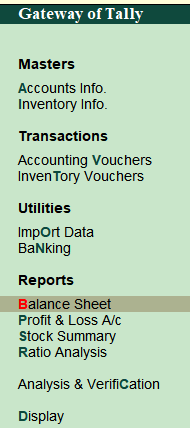 Gateway of Tally
Masters
Accounts Info.
Inventory Info.
Transactions
Accounting Vouchers
InvenTory Vouchers
Utilities
ImpOrt Data
BaNking
Reports
Balance Sheet
Profit & Loss A/c
Stock Summary
Ratio Analysis
Analysis & VerifiCation
Display